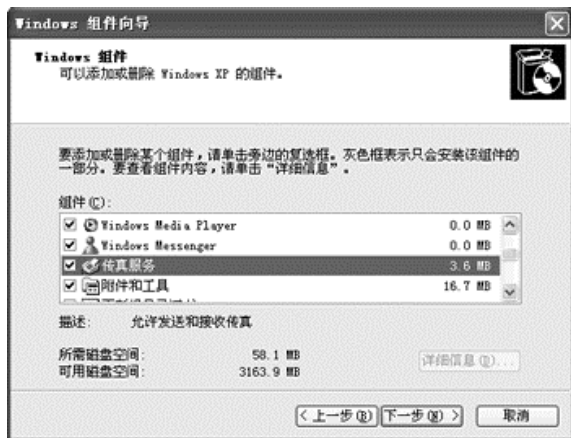 Windows 组件向导
Windows 组件
可以添加或删除 Windows XP 的组件。
要添加或删除某个组件，请单击旁边的复选框。灰色框表示只会安装该组件的
一部分。要查看组件内容，请单击“详细信息”。
组件(C):
Windows Media Player 0.0 MB
Windows Messenger 0.0 MB
传真服务 3.6 MB
附件和工具 16.7 MB
描述: 允许发送和接收传真
所需磁盘空间: 58.1 MB
可用磁盘空间: 3163.9 MB
详细信息(D)...
<上一步(B) 下一步(N)> 取消